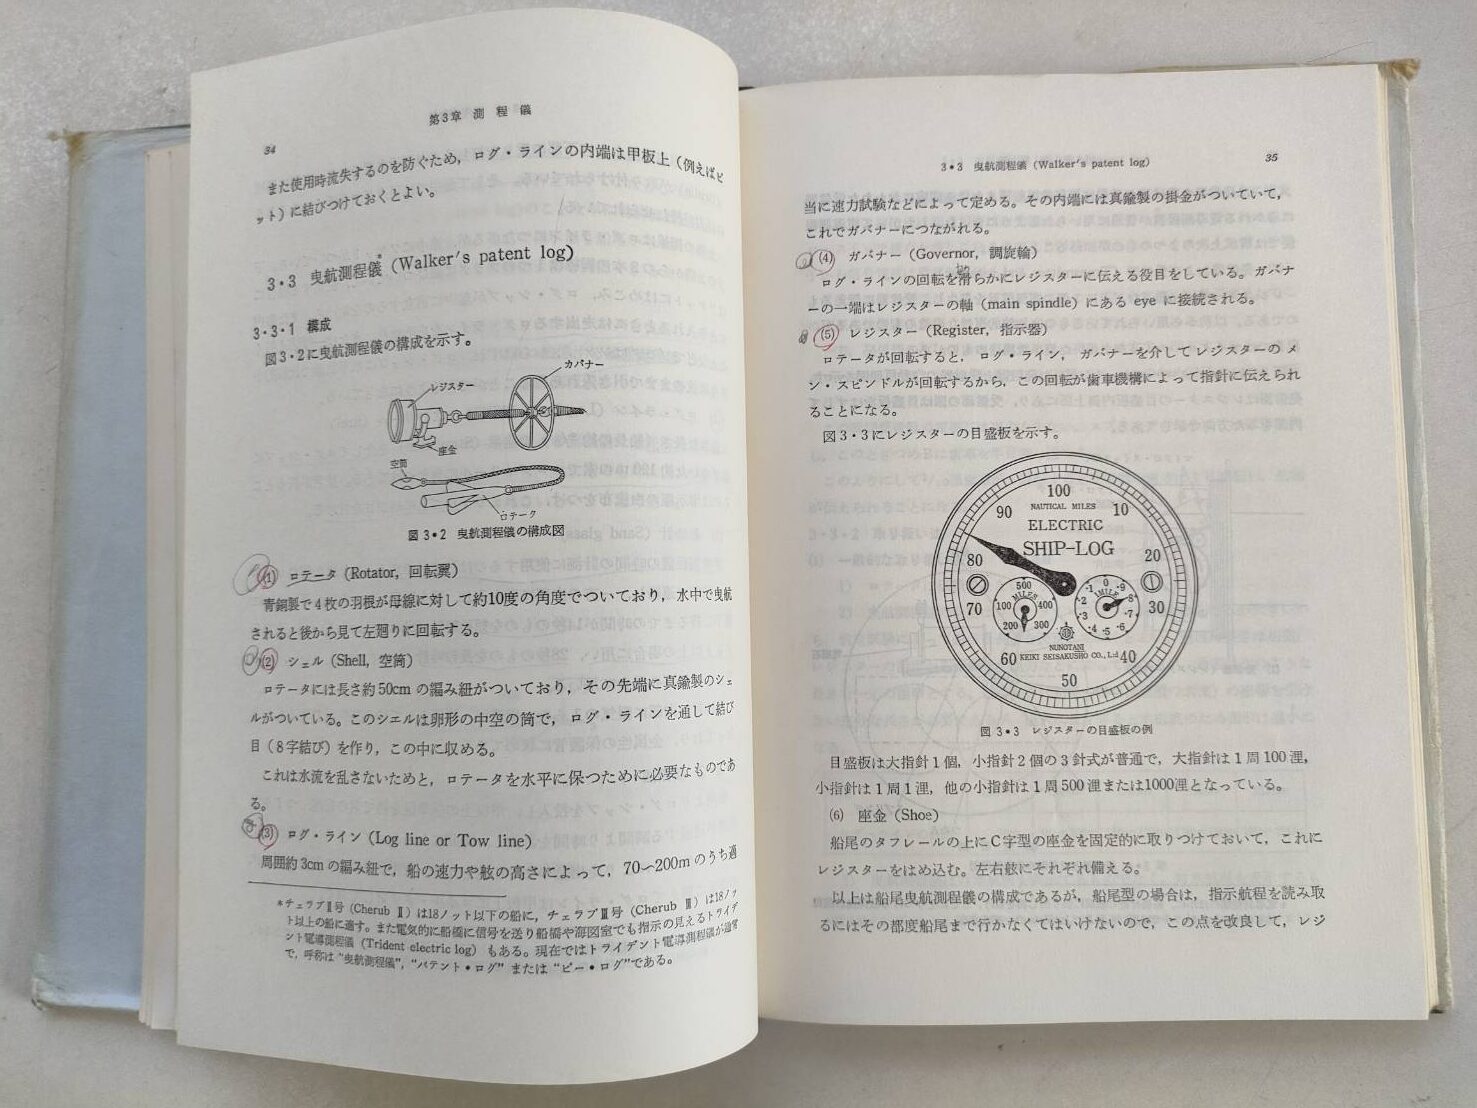 第3章 測程儀
34
また使用時流失するのを防ぐため，ログ・ラインの内端は甲板上（例えばビ
ット）に結びつけておくとよい。
3・3 曳航測程儀*(Walker's patent log)
3・3・1 構成
図3・2に曳航測程儀の構成を示す。
レジスター
ガバナー
座金
空筒
ロテーク
図 3・2 曳航測程儀の構成図
(1) ロテータ（Rotator，回転翼）
青銅製で4枚の羽根が母線に対して約10度の角度でついており，水中で曳航
されると後から見て左廻りに回転する。
(2) シェル（Shell，空筒）
ロテータには長さ約50cmの編み紐がついており，その先端に真鍮製のシェ
ルがついている。このシェルは卵形の中空の筒で，ログ・ラインを通して結び
目（8字結び）を作り，この中に収める。
これは水流を乱さないためと，ロテータを水平に保つために必要なものであ
る。
(3) ログ・ライン（Log line or Tow line）
周囲約3cmの編み紐で，船の速力や舷の高さによって，70〜200mのうち適
*チェラブⅡ号（Cherub Ⅱ）は18ノット以下の船に，チェラブⅢ号（Cherub Ⅲ）は18ノッ
ト以上の船に適す。また電気的に船橋に信号を送り船橋や海図室でも指示の見えるトライデ
ント電導測程儀（Trident electric log）もある。現在ではトライデント電導測程儀が通常
で，呼称は“曳航測程儀”，“パテント・ログ”または“ピー・ログ”である。
3・3 曳航測程儀（Walker's patent log）
35
当に速力試験などによって定める。その内端には真鍮製の掛金がついていて，
これでガバナーにつながれる。
(4) ガバナー（Governor，調旋輪）
ログ・ラインの回転を滑らかにレジスターに伝える役目をしている。ガバナ
ーの一端はレジスターの軸（main spindle）にある eye に接続される。
(5) レジスター（Register，指示器）
ロテータが回転すると，ログ・ライン，ガバナーを介してレジスターのメ
ン・スピンドルが回転するから，この回転が歯車機構によって指針に伝えられ
ることになる。
図3・3にレジスターの目盛板を示す。
100
NAUTICAL MILES
90
10
ELECTRIC
SHIP-LOG
80
20
500
MILES
100
400
200
300
0
1MILE
.1
.2
.3
.4
.5
.6
.7
.8
.9
70
30
NUNOTANI
60
KEIKI SEISAKUSHO CO., Ltd
40
50
図 3・3 レジスターの目盛板の例
目盛板は大指針1個，小指針2個の3針式が普通で，大指針は1周100浬，
小指針は1周1浬，他の小指針は1周500浬または1000浬となっている。
(6) 座金（Shoe）
船尾のタフレールの上にC字型の座金を固定的に取りつけておいて，これに
レジスターをはめ込む。左右舷にそれぞれ備える。
以上は船尾曳航測程儀の構成であるが，船尾型の場合は，指示航程を読み取
るにはその都度船尾まで行かなくてはいけないので，この点を改良して，レジ